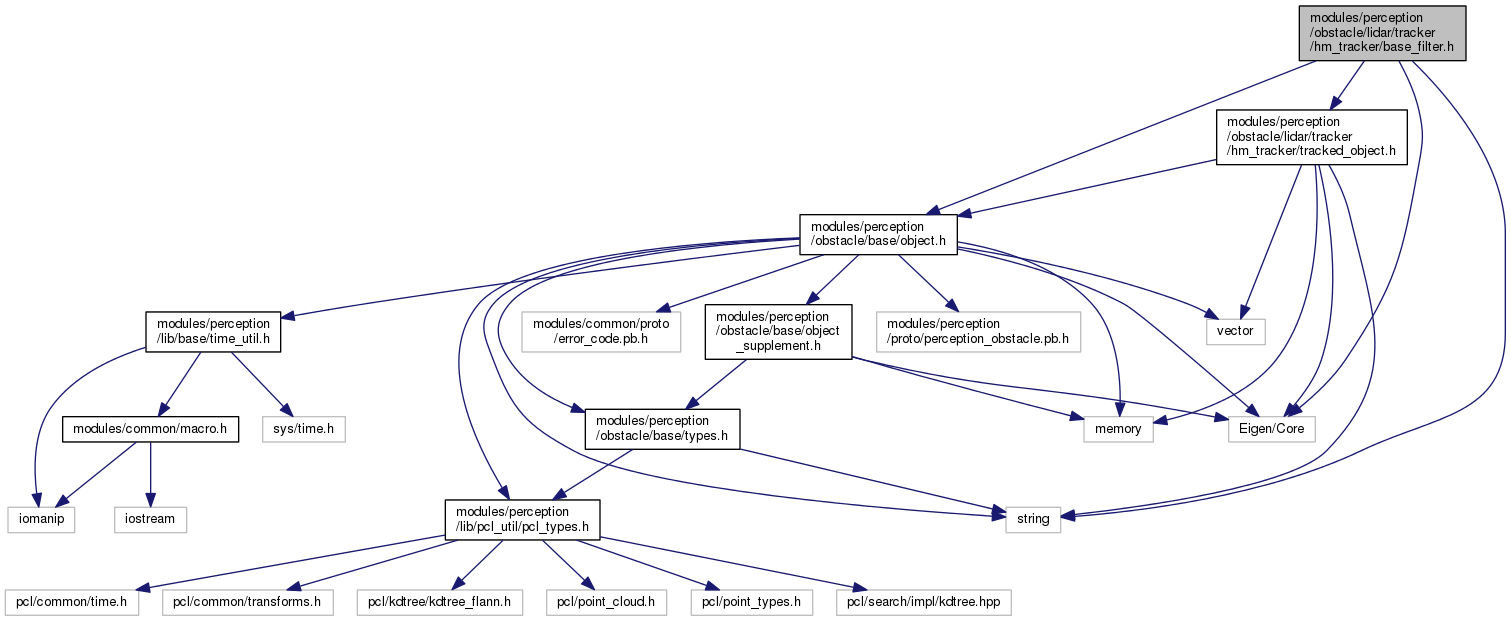 modules/perception
/obstacle/lidar/tracker
/hm_tracker/base_filter.h
modules/perception
/obstacle/lidar/tracker
/hm_tracker/tracked_object.h
modules/perception
/obstacle/base/object.h
modules/perception
/lib/base/time_util.h
modules/common/proto
/error_code.pb.h
modules/perception
/obstacle/base/object
_supplement.h
modules/perception
/proto/perception_obstacle.pb.h
vector
modules/common/macro.h
sys/time.h
modules/perception
/obstacle/base/types.h
memory
Eigen/Core
iomanip
iostream
modules/perception
/lib/pcl_util/pcl_types.h
string
pcl/common/time.h
pcl/common/transforms.h
pcl/kdtree/kdtree_flann.h
pcl/point_cloud.h
pcl/point_types.h
pcl/search/impl/kdtree.hpp